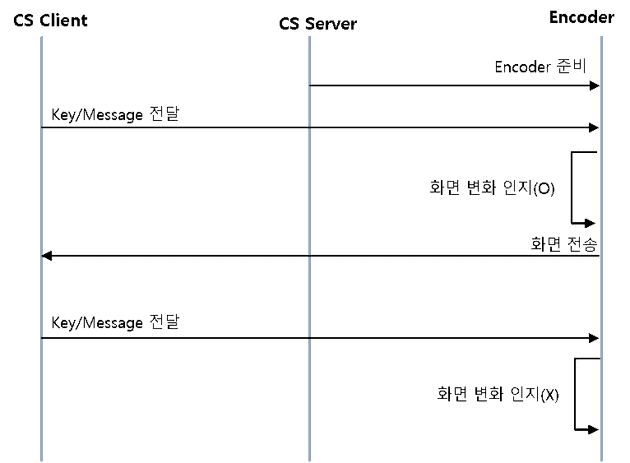 CS Client
CS Server
Encoder
Encoder 준비
Key/Message 전달
화면 변화 인지(O)
화면 전송
Key/Message 전달
화면 변화 인지(X)